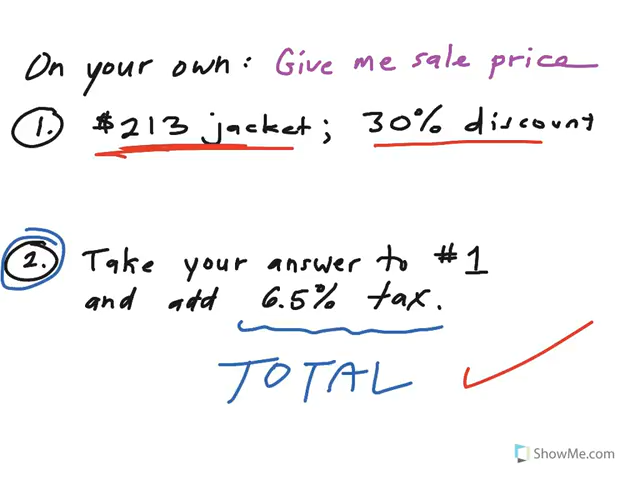 On your own: Give me sale price
1. $213 jacket; 30% discount
2. Take your answer to #1
and add 6.5% tax.
TOTAL
ShowMe.com